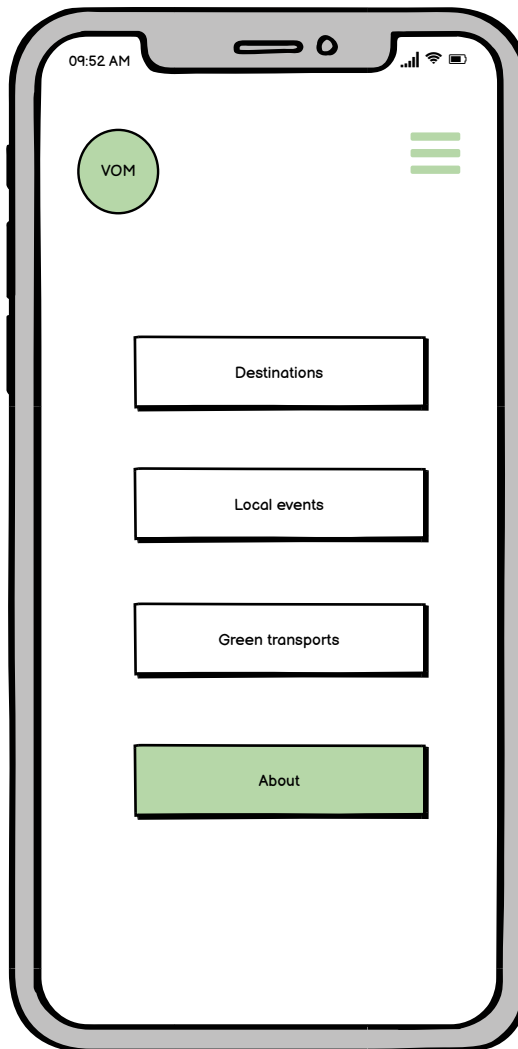 09:52 AM
VOM
Destinations
Local events
Green transports
About